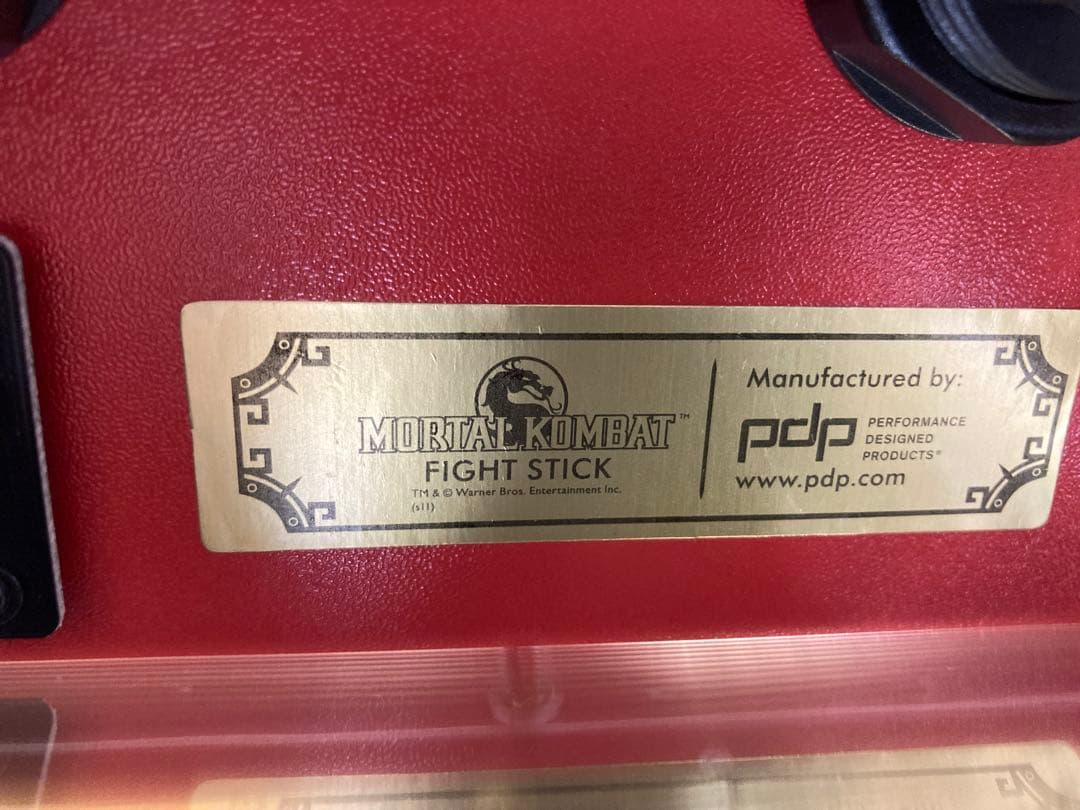 MORTAL KOMBAT™
FIGHT STICK
TM & © Warner Bros. Entertainment Inc.
(s11)
Manufactured by:
pdp PERFORMANCE
DESIGNED
PRODUCTS®
www.pdp.com